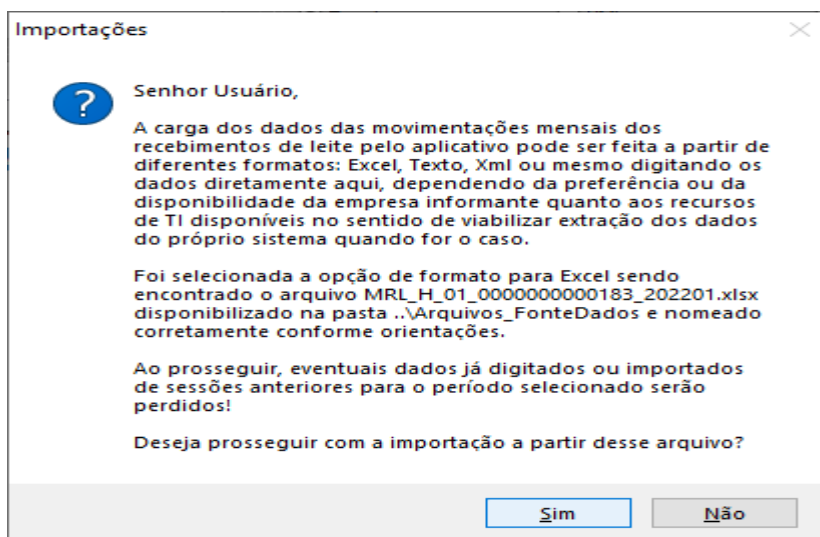 Importações
Senhor Usuário,
A carga dos dados das movimentações mensais dos
recebimentos de leite pelo aplicativo pode ser feita a partir de
diferentes formatos: Excel, Texto, Xml ou mesmo digitando os
dados diretamente aqui, dependendo da preferência ou da
disponibilidade da empresa informante quanto aos recursos
de TI disponíveis no sentido de viabilizar extração dos dados
do próprio sistema quando for o caso.
Foi selecionada a opção de formato para Excel sendo
encontrado o arquivo MRL_H_01_0000000000183_202201.xlsx
disponibilizado na pasta ..\Arquivos_FonteDados e nomeado
corretamente conforme orientações.
Ao prosseguir, eventuais dados já digitados ou importados
de sessões anteriores para o período selecionado serão
perdidos!
Deseja prosseguir com a importação a partir desse arquivo?
Sim
Não